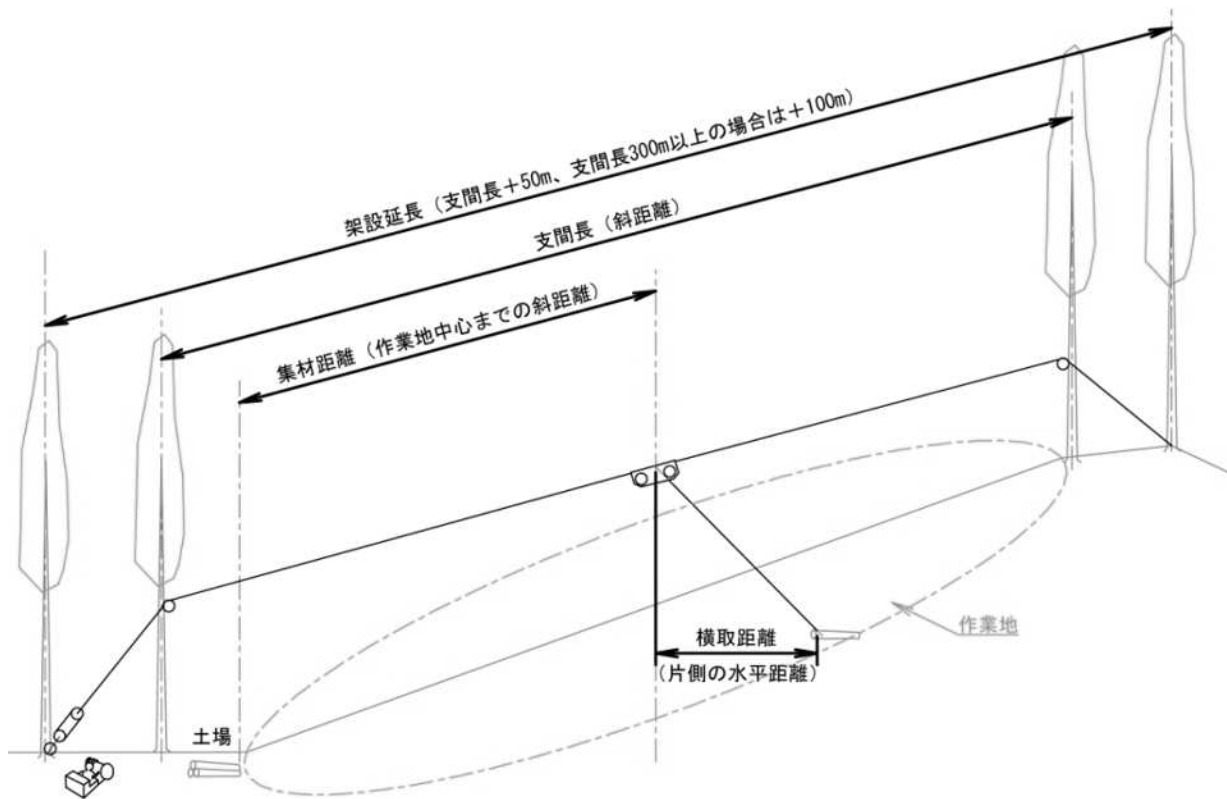 架設延長（支間長＋50m、支間長300m以上の場合は＋100m）
支間長（斜距離）
集材距離（作業地中心までの斜距離）
作業地
横取距離
（片側の水平距離）
土場